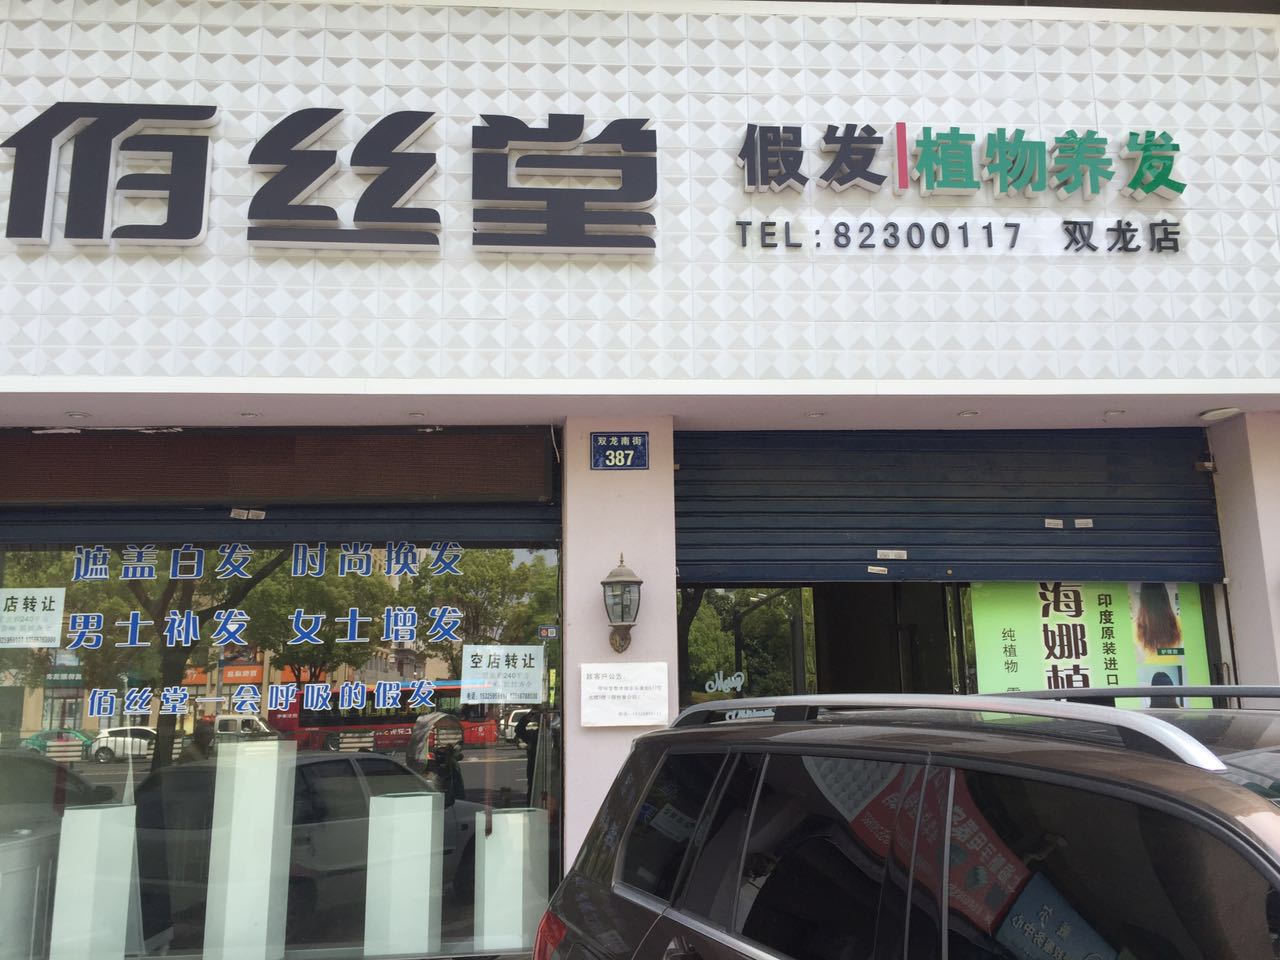 佰丝堂
假发|植物养发
TEL:82300117 双龙店
双龙南街
387
遮盖白发 时尚换发
男士补发 女士增发
佰丝堂一会呼吸的假发
店转让
空店转让
海娜植
印度原装进口
纯植物